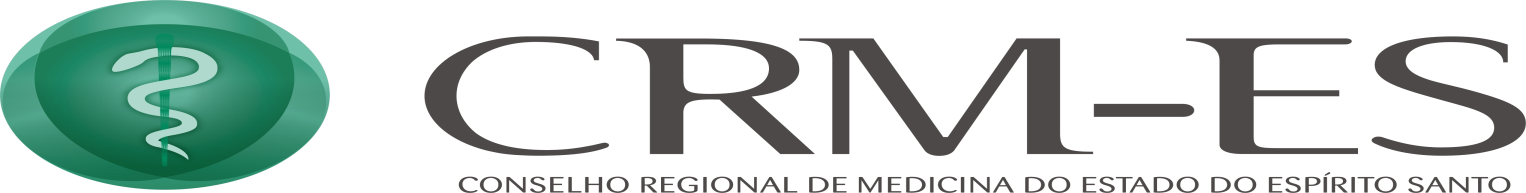 CRM-ES
CONSELHO REGIONAL DE MEDICINA DO ESTADO DO ESPÍRITO SANTO